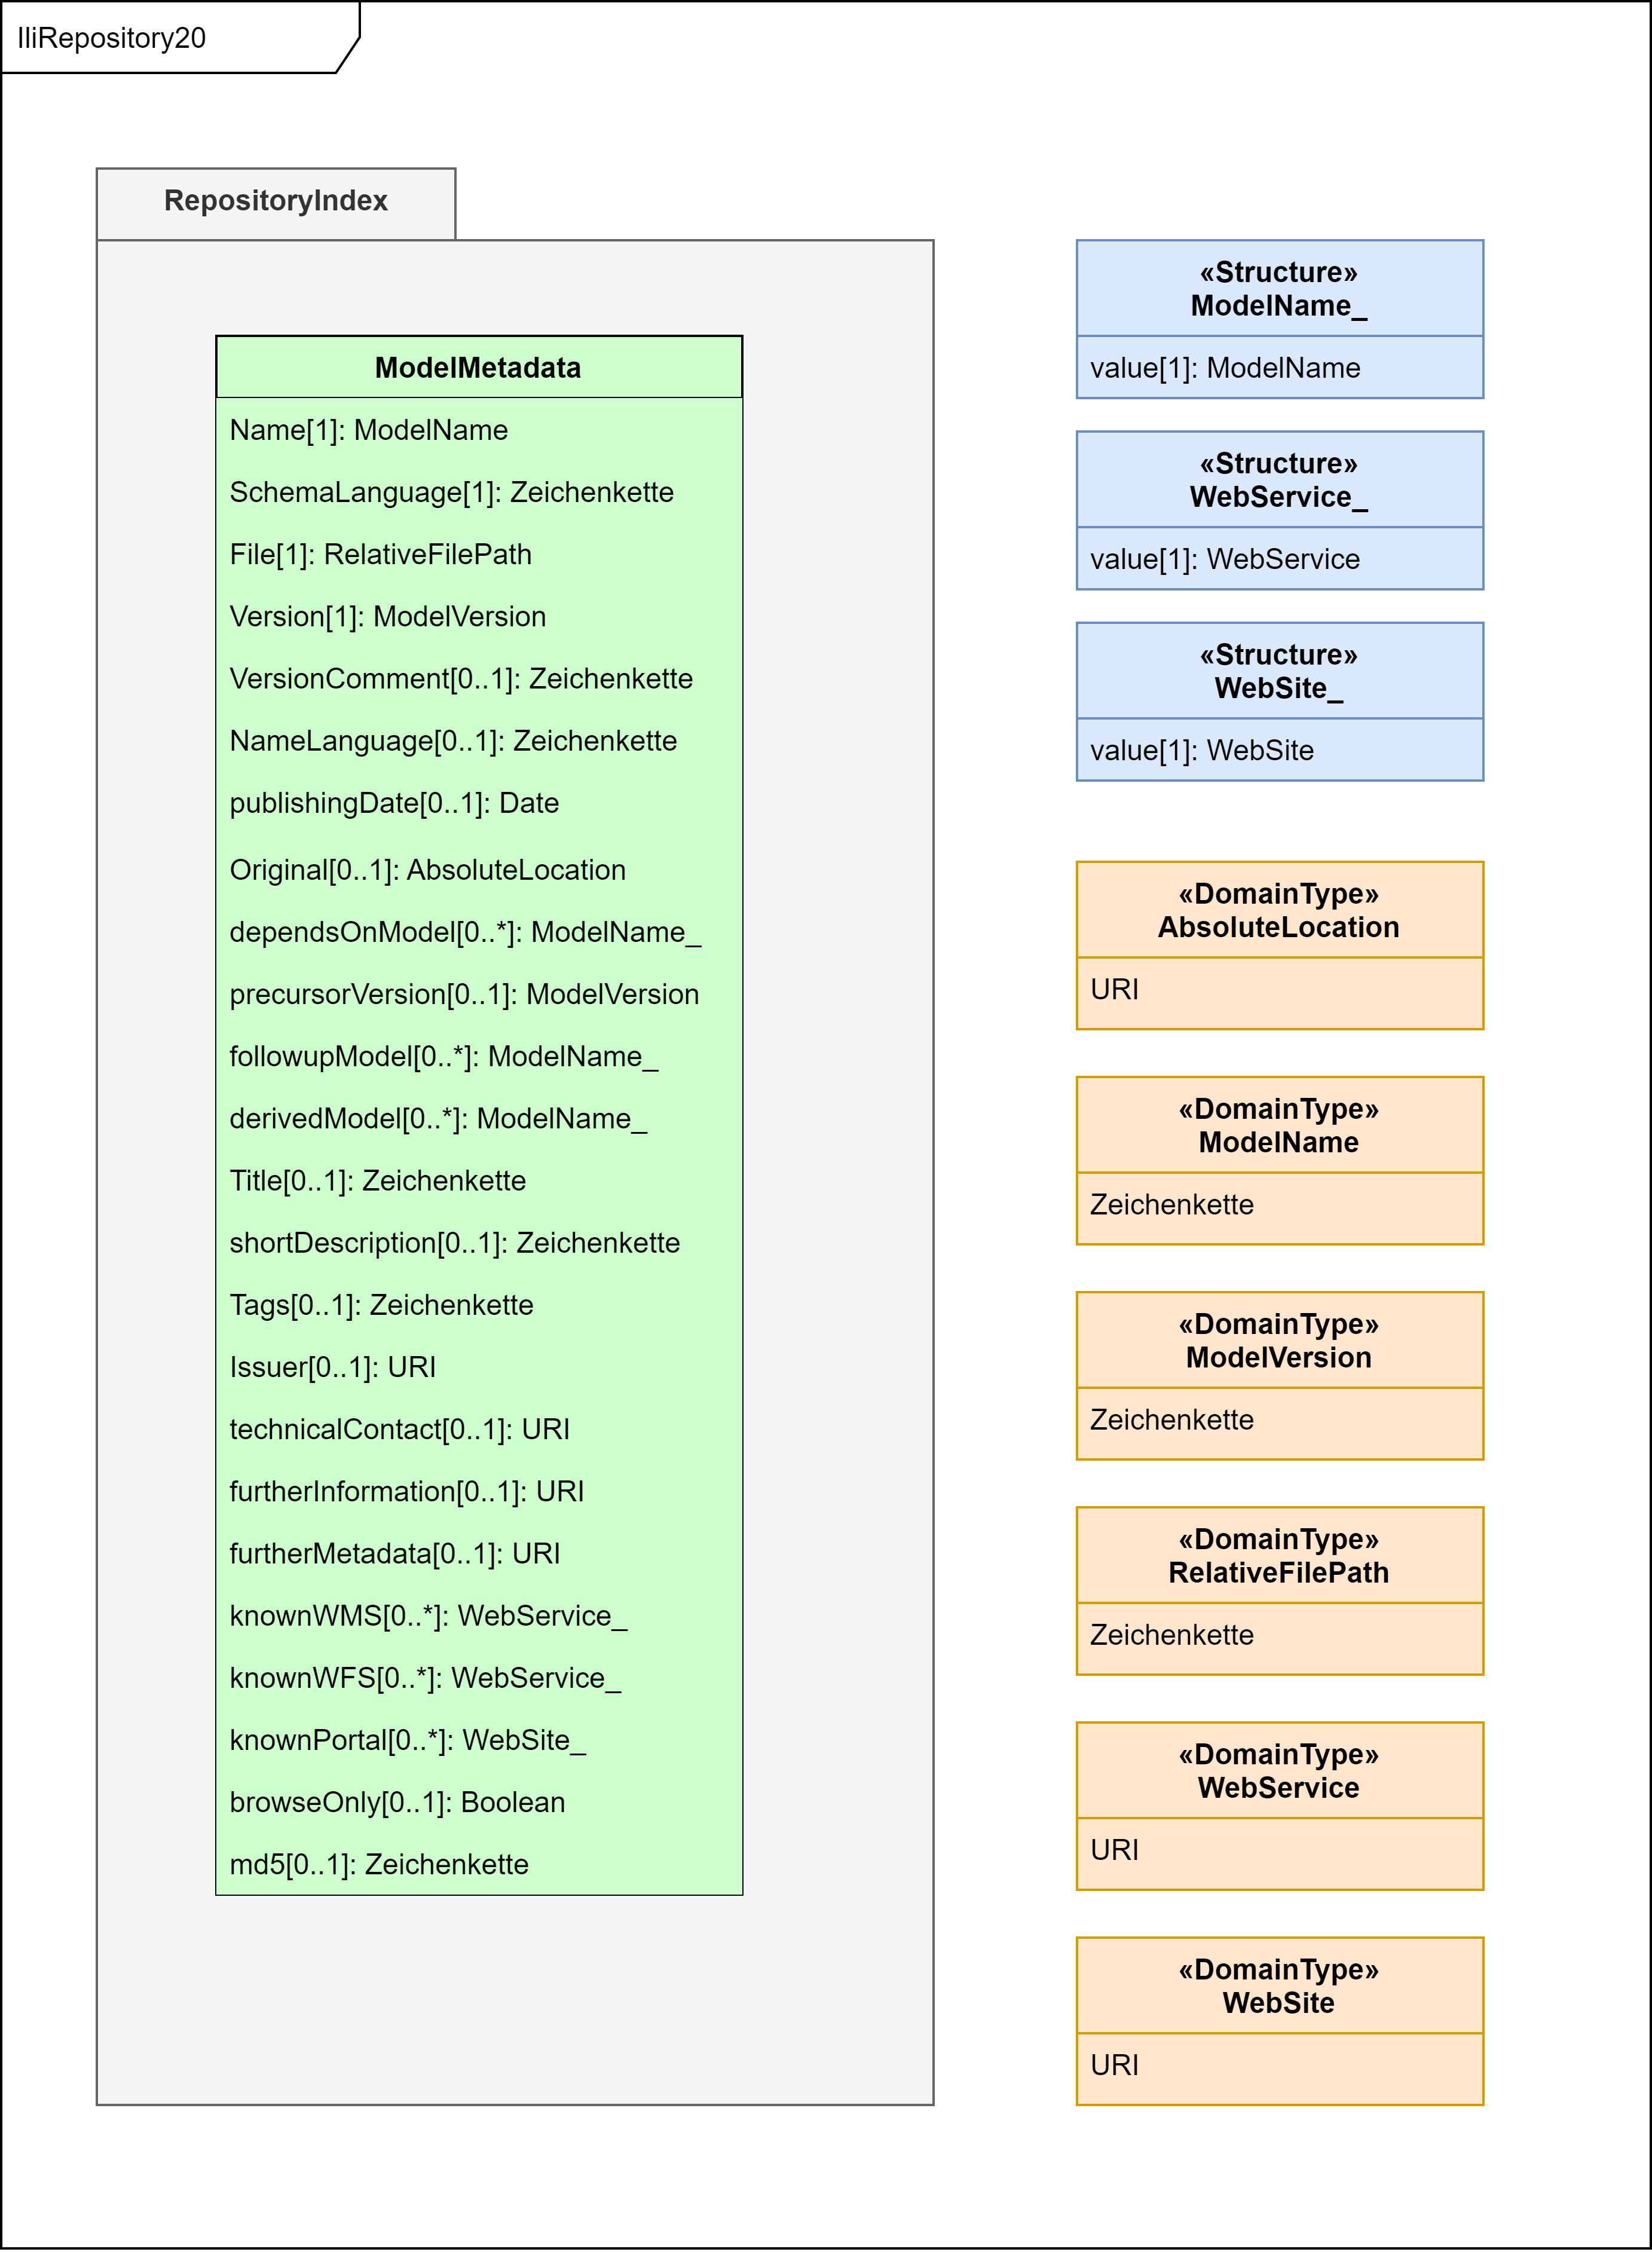 IliRepository20
RepositoryIndex
ModelMetadata
Name[1]: ModelName
SchemaLanguage[1]: Zeichenkette
File[1]: RelativeFilePath
Version[1]: ModelVersion
VersionComment[0..1]: Zeichenkette
NameLanguage[0..1]: Zeichenkette
publishingDate[0..1]: Date
Original[0..1]: AbsoluteLocation
dependsOnModel[0..*]: ModelName_
precursorVersion[0..1]: ModelVersion
followupModel[0..*]: ModelName_
derivedModel[0..*]: ModelName_
Title[0..1]: Zeichenkette
shortDescription[0..1]: Zeichenkette
Tags[0..1]: Zeichenkette
Issuer[0..1]: URI
technicalContact[0..1]: URI
furtherInformation[0..1]: URI
furtherMetadata[0..1]: URI
knownWMS[0..*]: WebService_
knownWFS[0..*]: WebService_
knownPortal[0..*]: WebSite_
browseOnly[0..1]: Boolean
md5[0..1]: Zeichenkette
«Structure»
ModelName_
value[1]: ModelName
«Structure»
WebService_
value[1]: WebService
«Structure»
WebSite_
value[1]: WebSite
«DomainType»
AbsoluteLocation
URI
«DomainType»
ModelName
Zeichenkette
«DomainType»
ModelVersion
Zeichenkette
«DomainType»
RelativeFilePath
Zeichenkette
«DomainType»
WebService
URI
«DomainType»
WebSite
URI